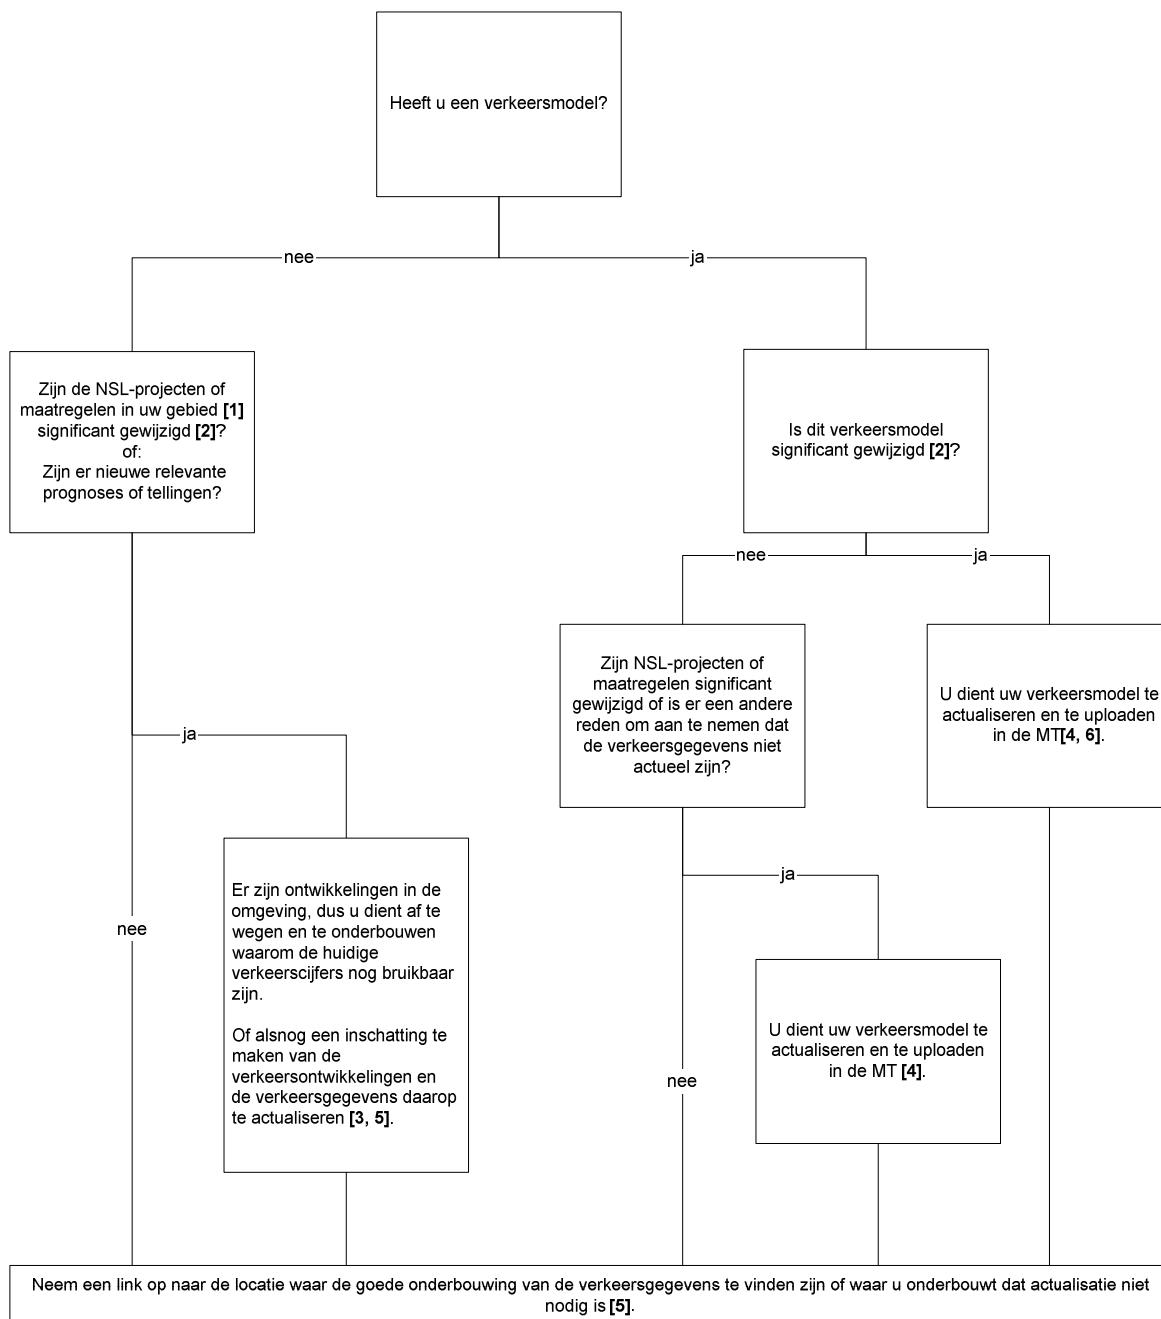 Heeft u een verkeersmodel?
nee
ja
Zijn de NSL-projecten of
maatregelen in uw gebied [1]
significant gewijzigd [2]?
of:
Zijn er nieuwe relevante
prognoses of tellingen?
Is dit verkeersmodel
significant gewijzigd [2]?
nee
ja
Zijn NSL-projecten of
maatregelen significant
gewijzigd of is er een andere
reden om aan te nemen dat
de verkeersgegevens niet
actueel zijn?
U dient uw verkeersmodel te
actualiseren en te uploaden
in de MT[4, 6].
ja
nee
Er zijn ontwikkelingen in de
omgeving, dus u dient af te
wegen en te onderbouwen
waarom de huidige
verkeerscijfers nog bruikbaar
zijn.
Of alsnog een inschatting te
maken van de
verkeersontwikkelingen en
de verkeersgegevens daarop
te actualiseren [3, 5].
ja
nee
U dient uw verkeersmodel te
actualiseren en te uploaden
in de MT [4].
Neem een link op naar de locatie waar de goede onderbouwing van de verkeersgegevens te vinden zijn of waar u onderbouwt dat actualisatie niet
nodig is [5].